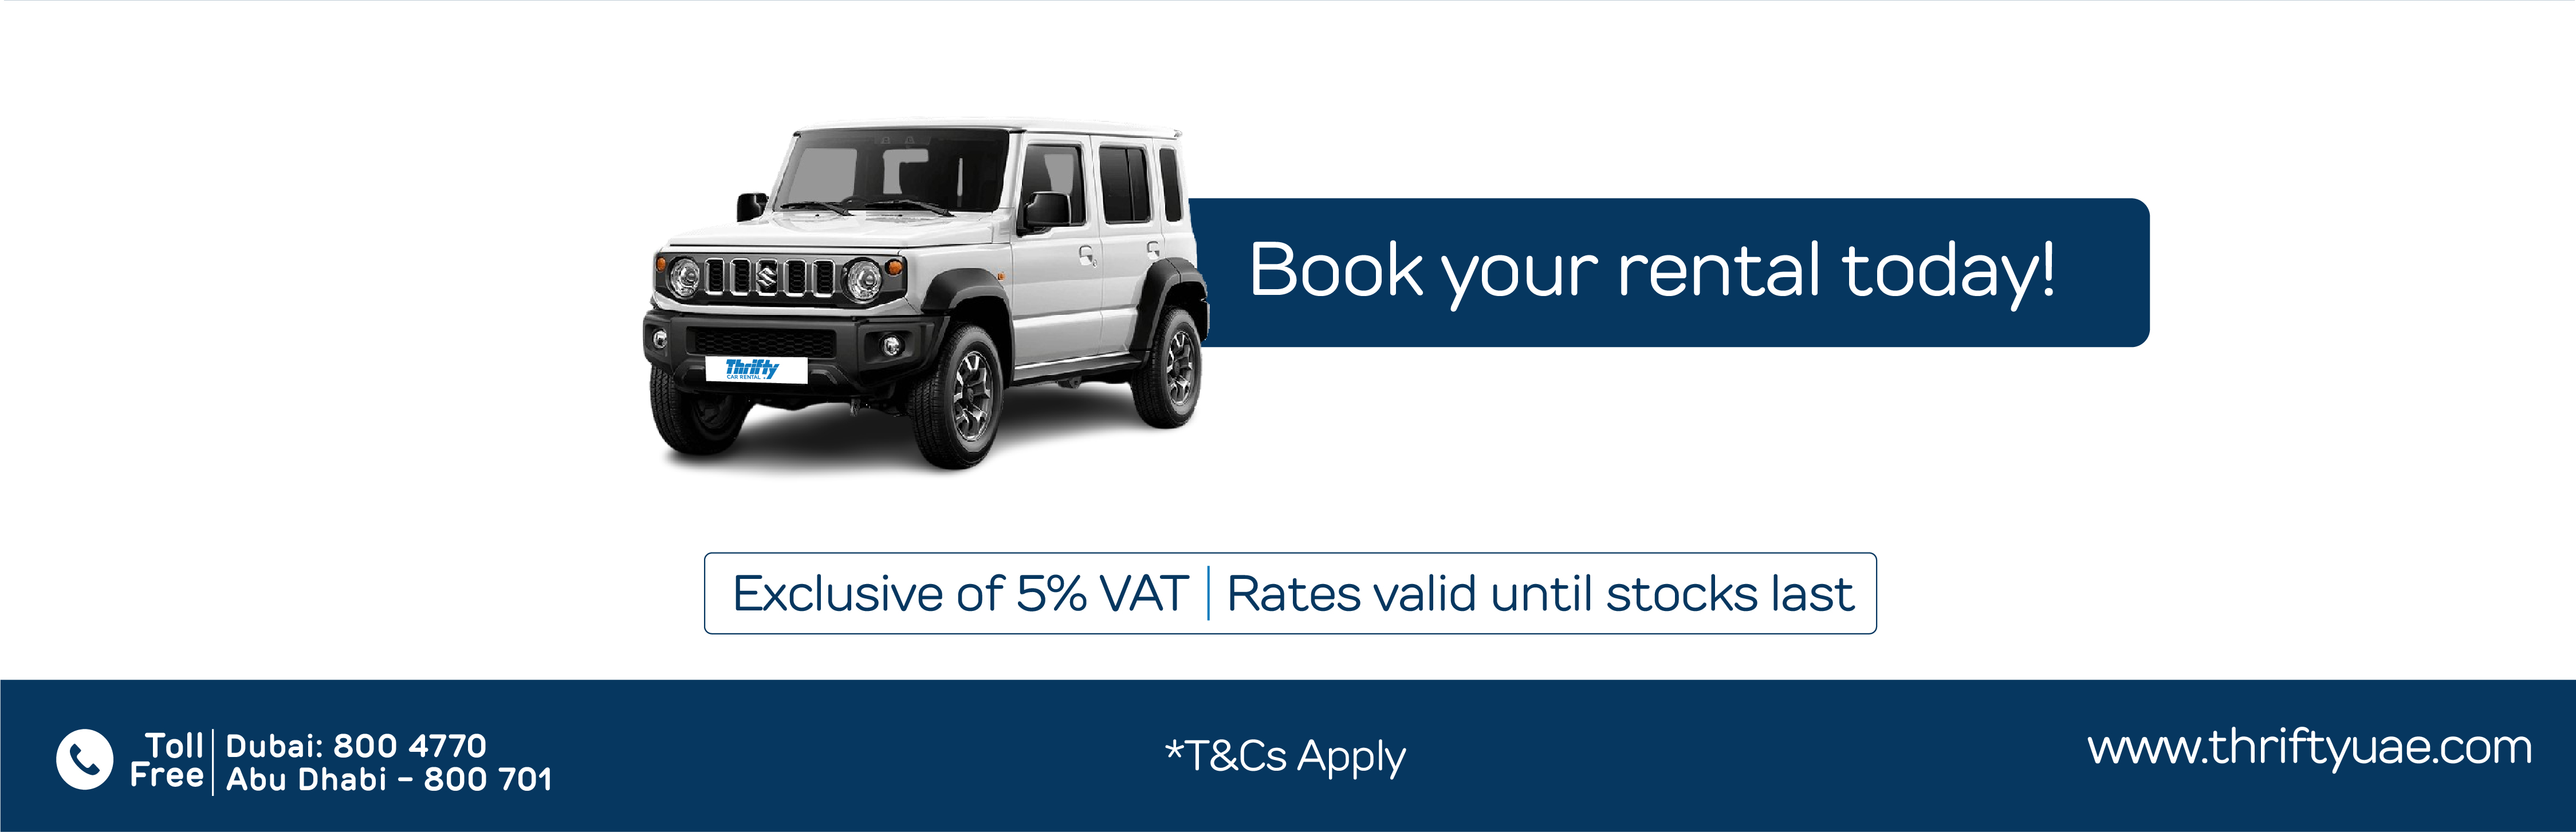 Book your rental today!
Thrifty
CAR RENTAL
Exclusive of 5% VAT | Rates valid until stocks last
Toll Free
Dubai: 800 4770
Abu Dhabi – 800 701
*T&Cs Apply
www.thriftyuae.com